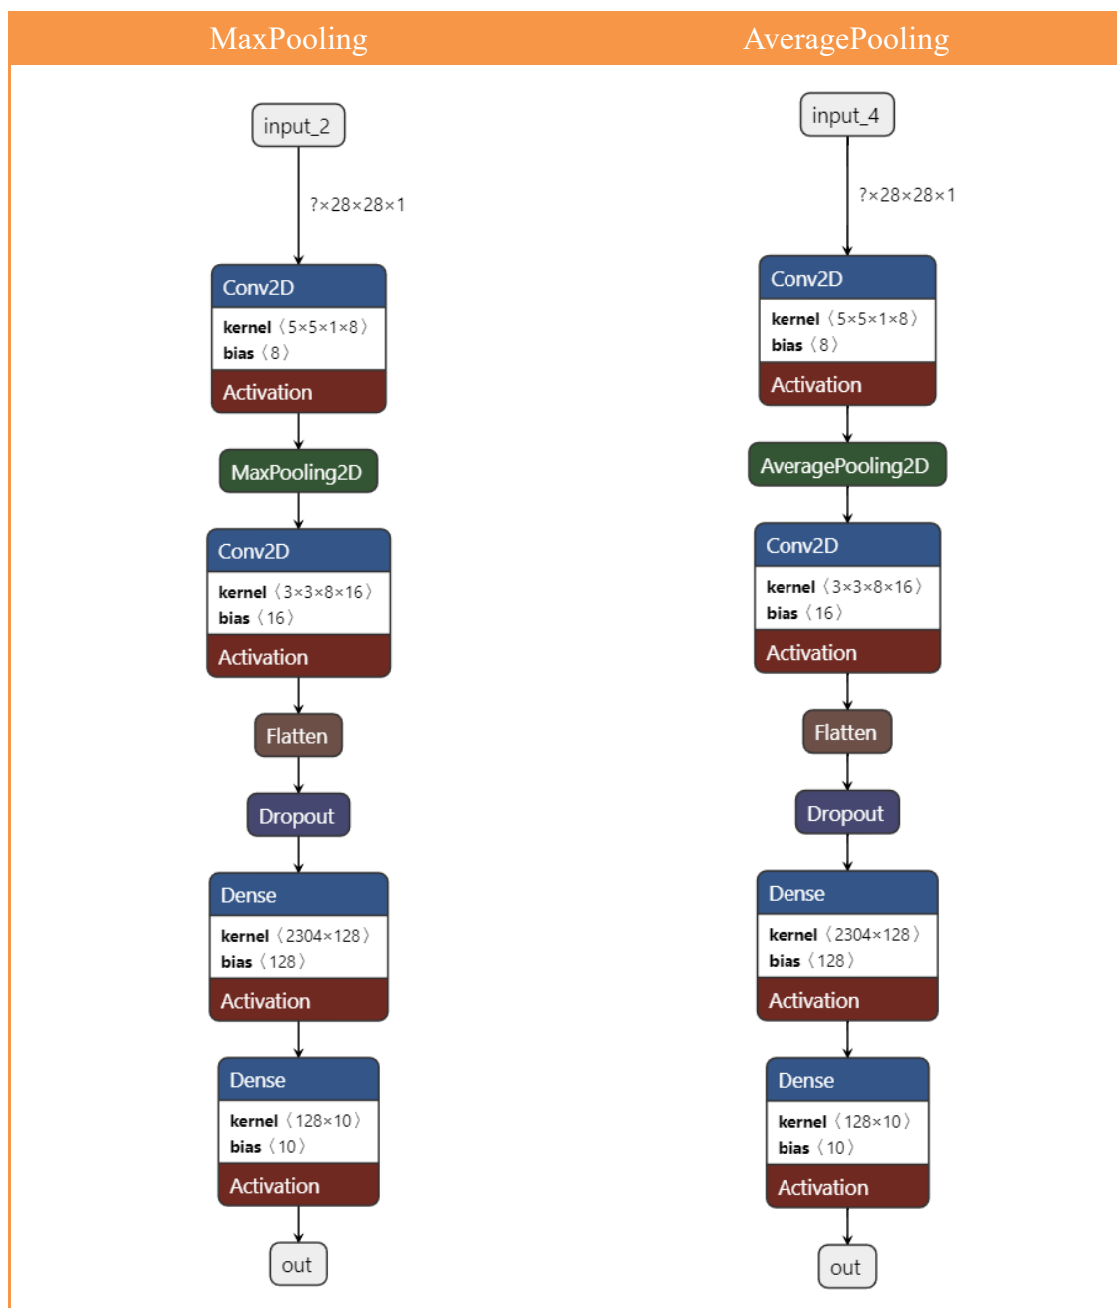 MaxPooling
AveragePooling
input_2
?×28×28×1
Conv2D
kernel 〈5×5×1×8〉
bias 〈8〉
Activation
MaxPooling2D
Conv2D
kernel 〈3×3×8×16〉
bias 〈16〉
Activation
Flatten
Dropout
Dense
kernel 〈2304×128〉
bias 〈128〉
Activation
Dense
kernel 〈128×10〉
bias 〈10〉
Activation
out
input_4
?×28×28×1
Conv2D
kernel 〈5×5×1×8〉
bias 〈8〉
Activation
AveragePooling2D
Conv2D
kernel 〈3×3×8×16〉
bias 〈16〉
Activation
Flatten
Dropout
Dense
kernel 〈2304×128〉
bias 〈128〉
Activation
Dense
kernel 〈128×10〉
bias 〈10〉
Activation
out